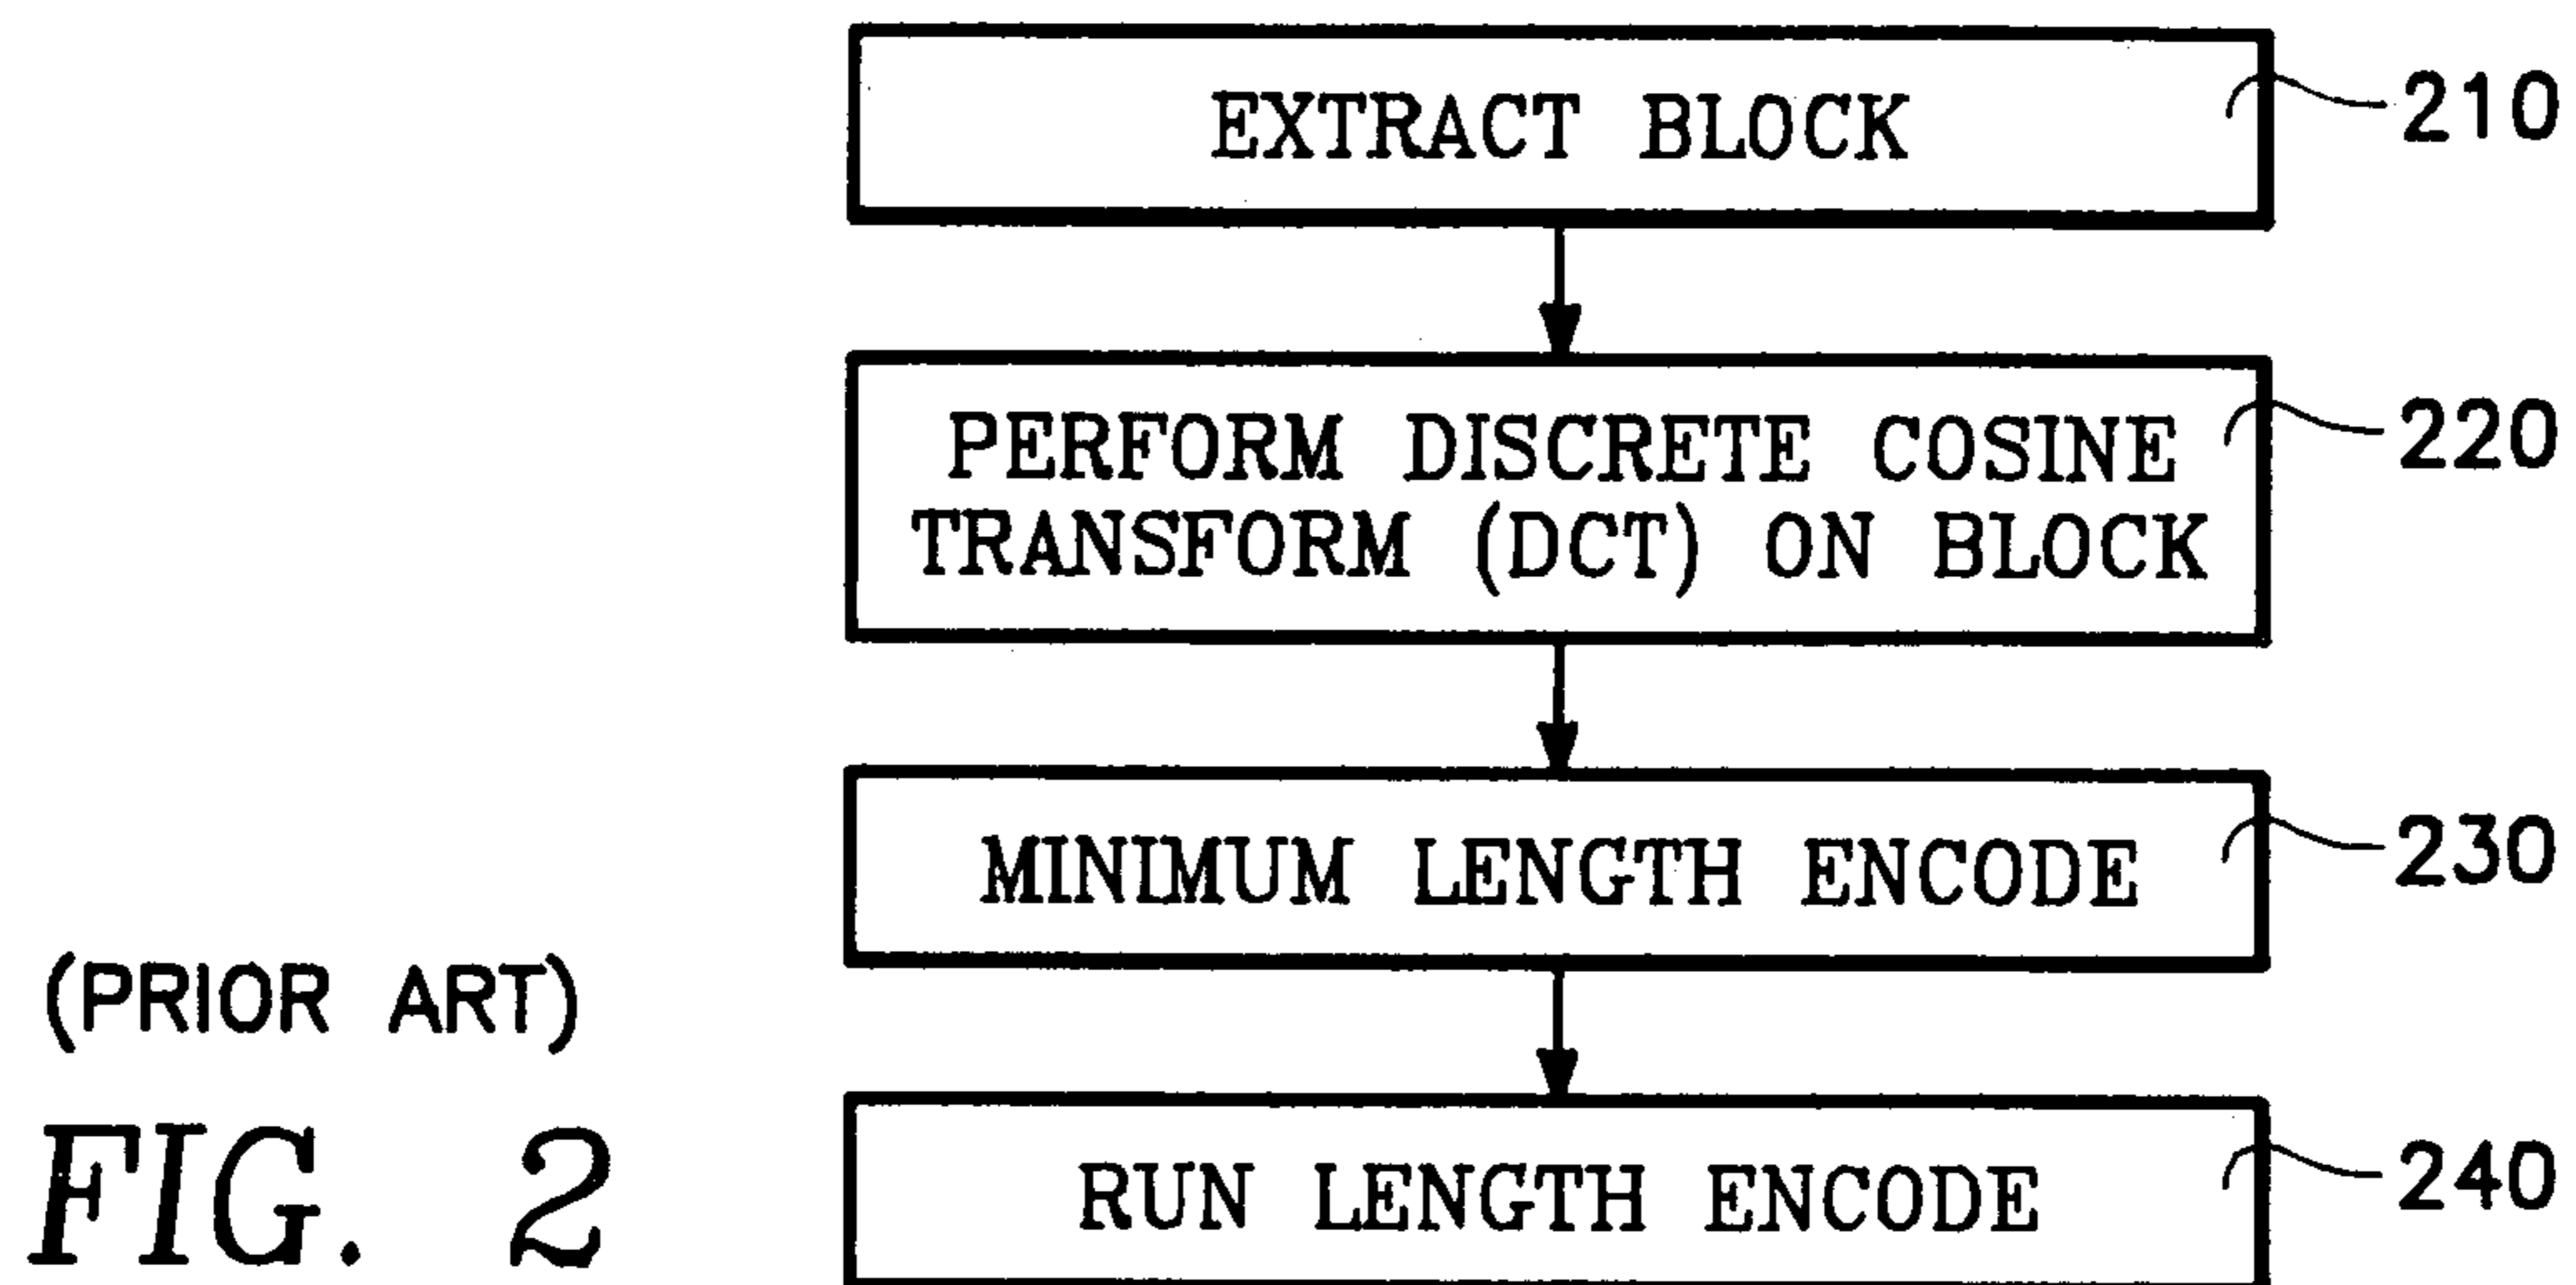 EXTRACT BLOCK
210
PERFORM DISCRETE COSINE
TRANSFORM (DCT) ON BLOCK
220
MINIMUM LENGTH ENCODE
230
RUN LENGTH ENCODE
240
(PRIOR ART)
FIG. 2